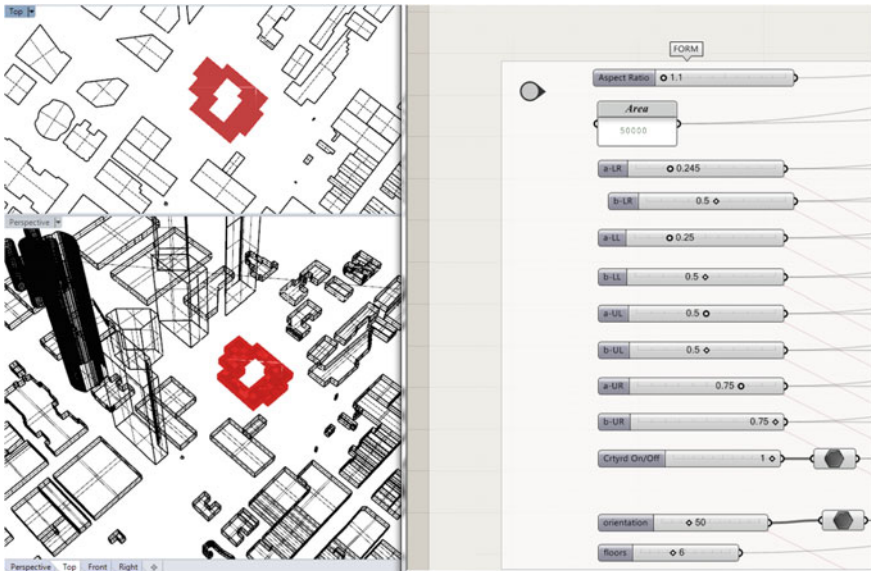 Top
Perspective
Perspective Top Front Right
FORM
Aspect Ratio 1.1
Area
50000
a-LR 0.245
b-LR 0.5
a-LL 0.25
b-LL 0.5
a-UL 0.5
b-UL 0.5
a-UR 0.75
b-UR 0.75
Crtyrd On/Off 1
orientation 50
floors 6